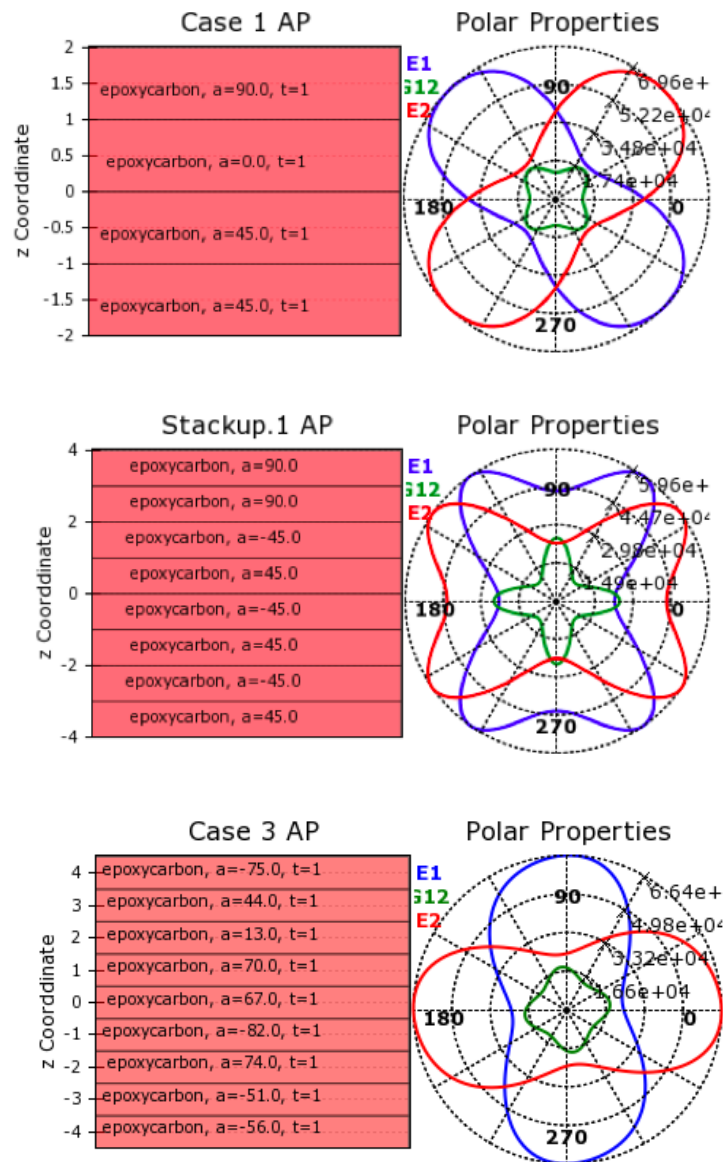 Case 1 AP
Polar Properties
z Coorddinate
2
1.5
1
0.5
0
-0.5
-1
-1.5
-2
epoxycarbon, a=90.0, t=1
epoxycarbon, a=0.0, t=1
epoxycarbon, a=45.0, t=1
epoxycarbon, a=45.0, t=1
E1
G12
E2
90
180
0
270
6.96e+
5.22e+04
3.48e+04
1.74e+04
Stackup.1 AP
Polar Properties
z Coorddinate
4
2
0
-2
-4
epoxycarbon, a=90.0
epoxycarbon, a=90.0
epoxycarbon, a=-45.0
epoxycarbon, a=45.0
epoxycarbon, a=-45.0
epoxycarbon, a=45.0
epoxycarbon, a=-45.0
epoxycarbon, a=45.0
E1
G12
E2
90
180
0
270
5.96e+
4.47e+04
2.98e+04
1.49e+04
Case 3 AP
Polar Properties
z Coorddinate
4
3
2
1
0
-1
-2
-3
-4
epoxycarbon, a=-75.0, t=1
epoxycarbon, a=44.0, t=1
epoxycarbon, a=13.0, t=1
epoxycarbon, a=70.0, t=1
epoxycarbon, a=67.0, t=1
epoxycarbon, a=-82.0, t=1
epoxycarbon, a=74.0, t=1
epoxycarbon, a=-51.0, t=1
epoxycarbon, a=-56.0, t=1
E1
G12
E2
90
180
0
270
6.64e+
4.98e+04
3.32e+04
1.66e+04